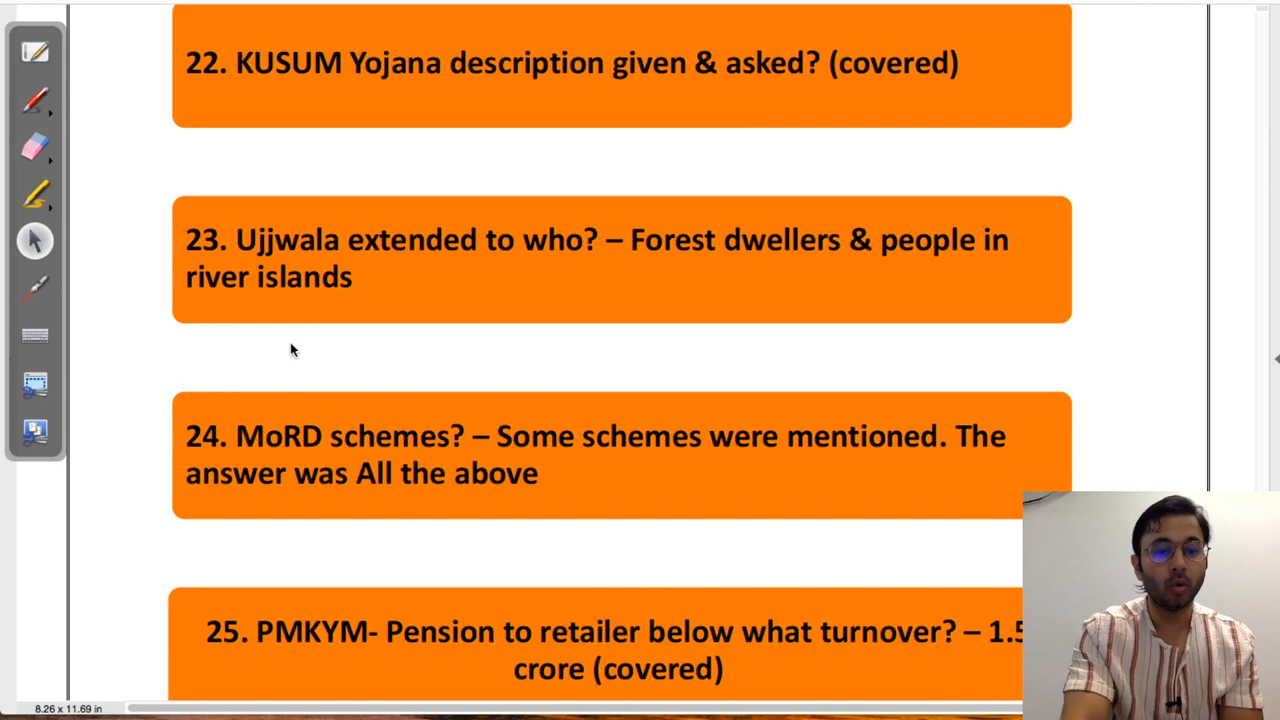 22. KUSUM Yojana description given & asked? (covered)
23. Ujjwala extended to who? – Forest dwellers & people in
river islands
24. MoRD schemes? – Some schemes were mentioned. The
answer was All the above
25. PMKYM- Pension to retailer below what turnover? – 1.5
crore (covered)
8.26 x 11.69 in